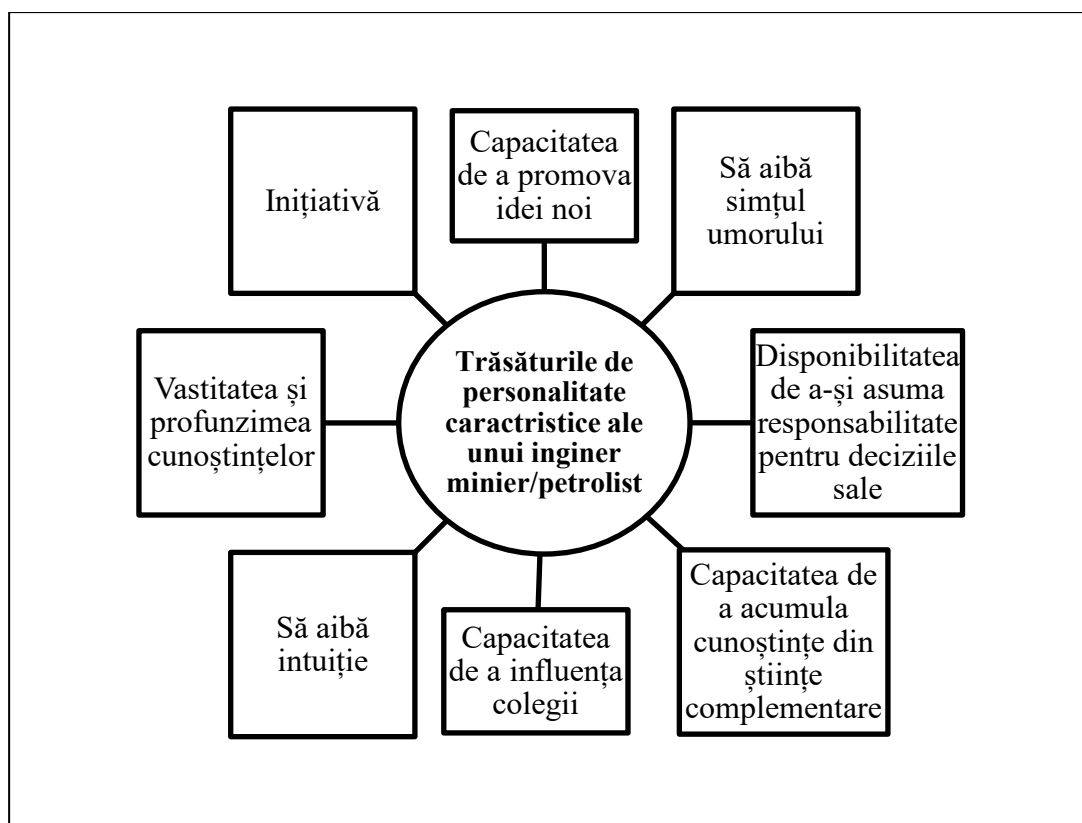 Inițiativă
Capacitatea
de a promova
idei noi
Să aibă
simțul
umorului
Vastitatea și
profunzimea
cunoștințelor
Trăsăturile de
personalitate
caractristice ale
unui inginer
minier/petrolist
Disponibilitatea
de a-și asuma
responsabilitate
pentru deciziile
sale
Să aibă
intuiție
Capacitatea
de a influența
colegii
Capacitatea de
a acumula
cunoștințe din
științe
complementare